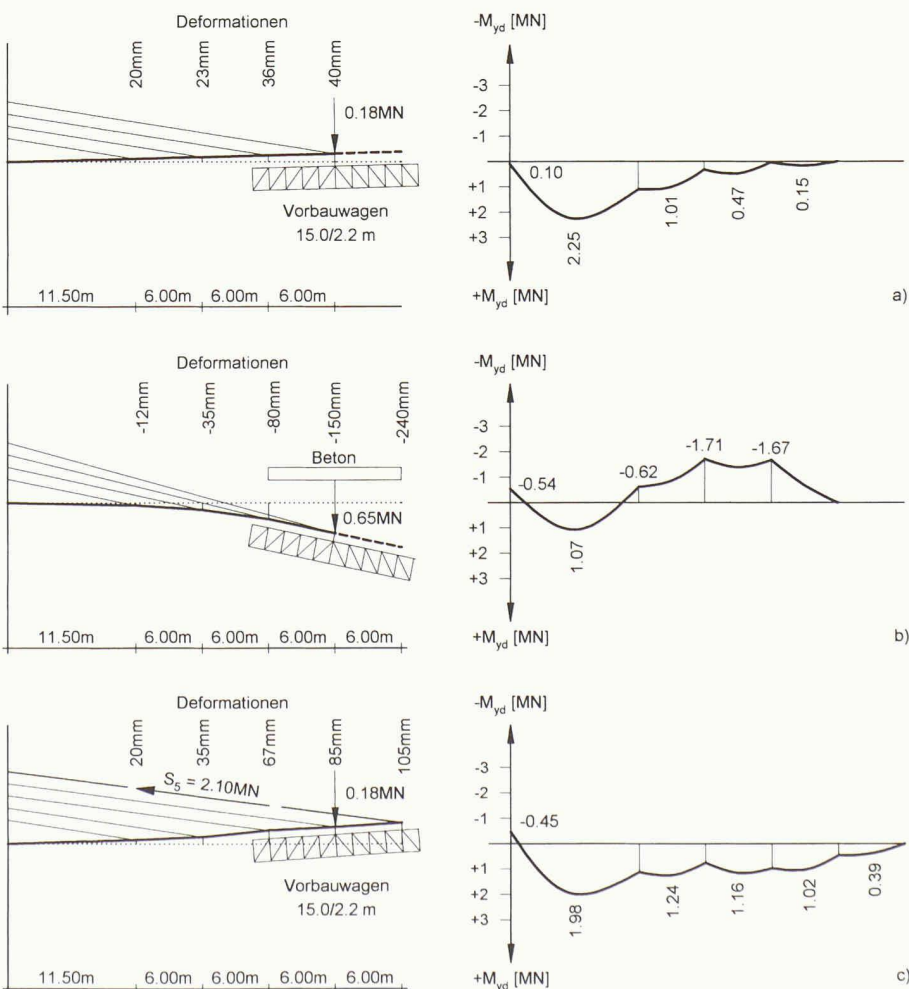 Deformationen
20mm
23mm
36mm
40mm
0.18MN
Vorbauwagen
15.0/2.2 m
11.50m 6.00m 6.00m 6.00m
-M_yd [MN]
-3
-2
-1
+1
+2
+3
0.10
2.25
1.01
0.47
0.15
+M_yd [MN]
a)
Deformationen
-12mm
-35mm
-80mm
-150mm
-240mm
Beton
0.65MN
11.50m 6.00m 6.00m 6.00m 6.00m
-M_yd [MN]
-3
-2
-1
+1
+2
+3
-0.54
1.07
-0.62
-1.71
-1.67
+M_yd [MN]
b)
Deformationen
20mm
35mm
67mm
85mm
105mm
S_5 = 2.10MN
0.18MN
Vorbauwagen
15.0/2.2 m
11.50m 6.00m 6.00m 6.00m 6.00m
-M_yd [MN]
-3
-2
-1
+1
+2
+3
-0.45
1.98
1.24
1.16
1.02
0.39
+M_yd [MN]
c)